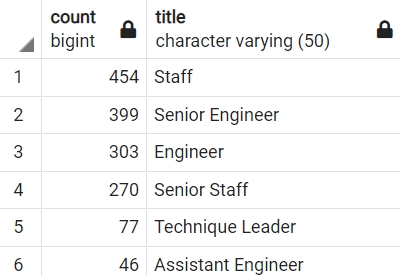 count title
bigint character varying (50)
1 454 Staff
2 399 Senior Engineer
3 303 Engineer
4 270 Senior Staff
5 77 Technique Leader
6 46 Assistant Engineer